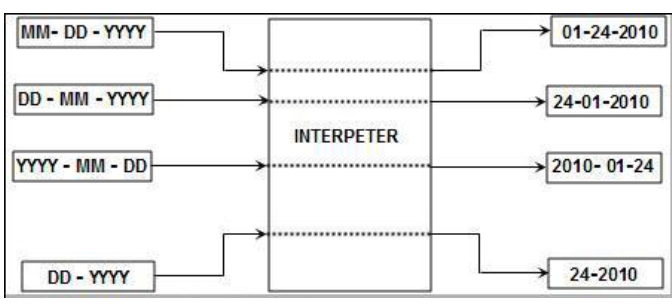 MM- DD - YYYY
01-24-2010
DD - MM - YYYY
24-01-2010
INTERPETER
YYYY - MM - DD
2010- 01-24
DD - YYYY
24-2010